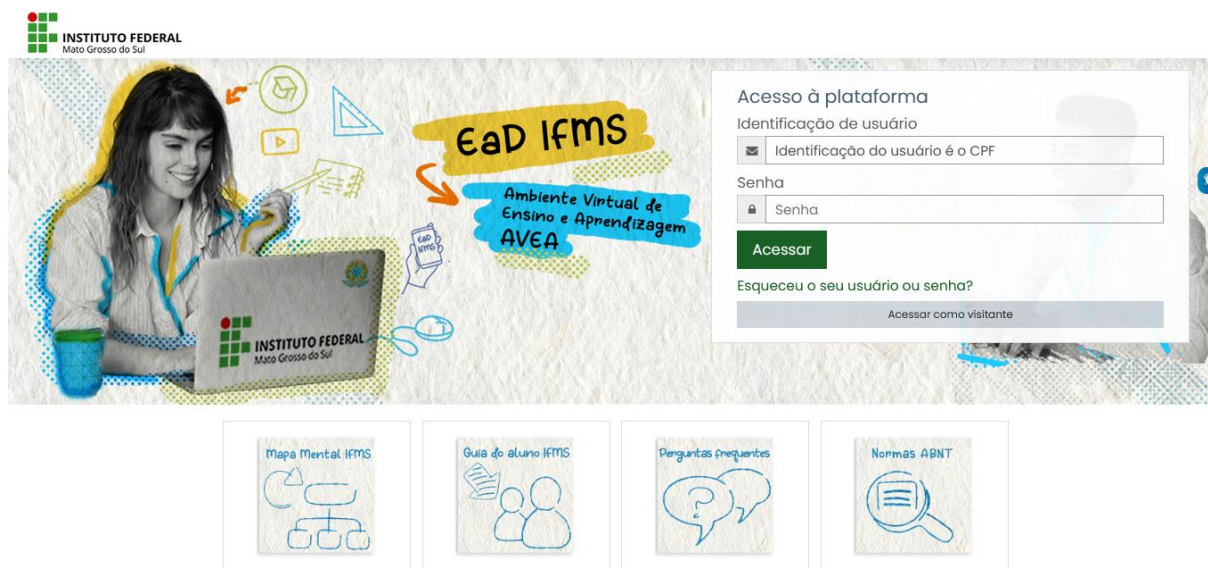 INSTITUTO FEDERAL
Mato Grosso do Sul
EaD IFMS
Ambiente Virtual de
Ensino e Aprendizagem
AVEA
EaD
IFMS
INSTITUTO FEDERAL
Mato Grosso do Sul
Acesso à plataforma
Identificação de usuário
Identificação do usuário é o CPF
Senha
Senha
Acessar
Esqueceu o seu usuário ou senha?
Acessar como visitante
Mapa Mental IFMS
Guia do aluno IFMS
Perguntas frequentes
?
Normas ABNT